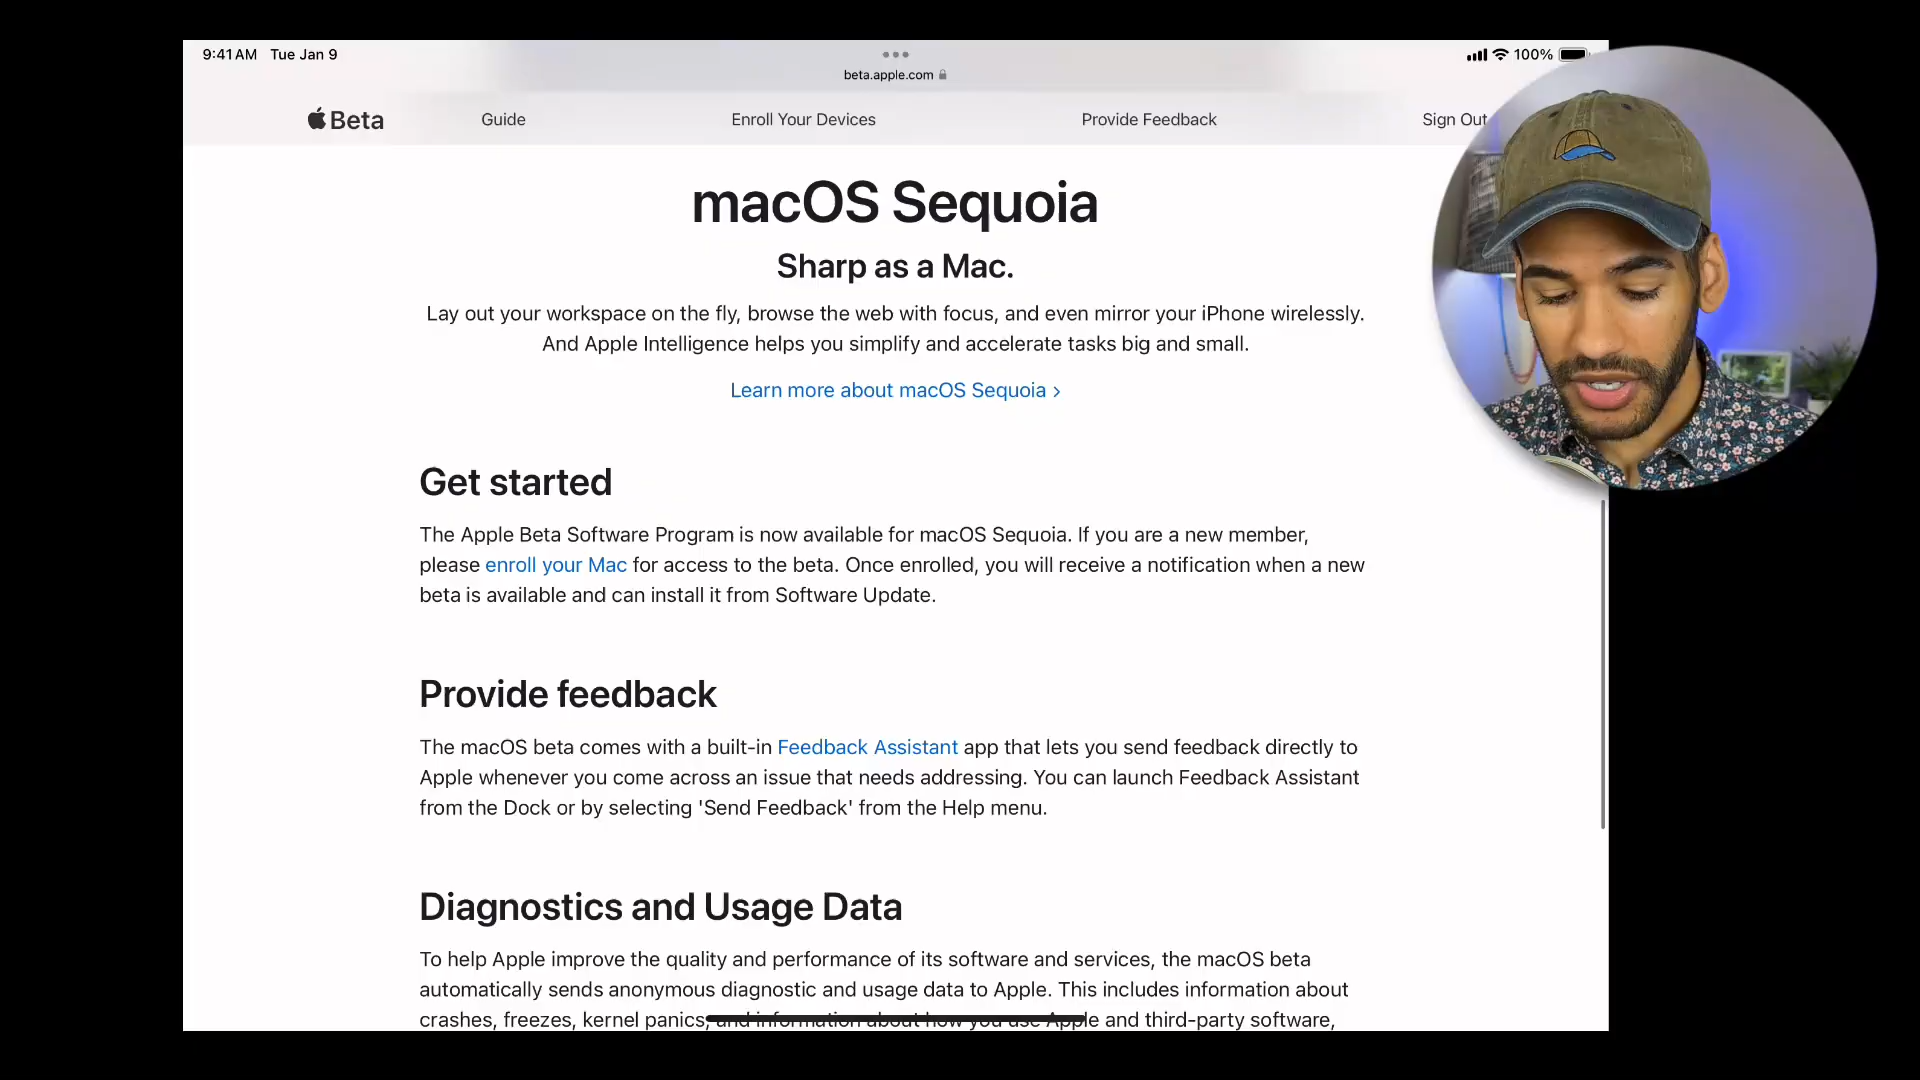 9:41 AM Tue Jan 9
100%
beta.apple.com
Beta Guide Enroll Your Devices Provide Feedback Sign Out
macOS Sequoia
Sharp as a Mac.
Lay out your workspace on the fly, browse the web with focus, and even mirror your iPhone wirelessly.
And Apple Intelligence helps you simplify and accelerate tasks big and small.
Learn more about macOS Sequoia >
Get started
The Apple Beta Software Program is now available for macOS Sequoia. If you are a new member,
please enroll your Mac for access to the beta. Once enrolled, you will receive a notification when a new
beta is available and can install it from Software Update.
Provide feedback
The macOS beta comes with a built-in Feedback Assistant app that lets you send feedback directly to
Apple whenever you come across an issue that needs addressing. You can launch Feedback Assistant
from the Dock or by selecting 'Send Feedback' from the Help menu.
Diagnostics and Usage Data
To help Apple improve the quality and performance of its software and services, the macOS beta
automatically sends anonymous diagnostic and usage data to Apple. This includes information about
crashes, freezes, kernel panics, and information about how you use Apple and third-party software,